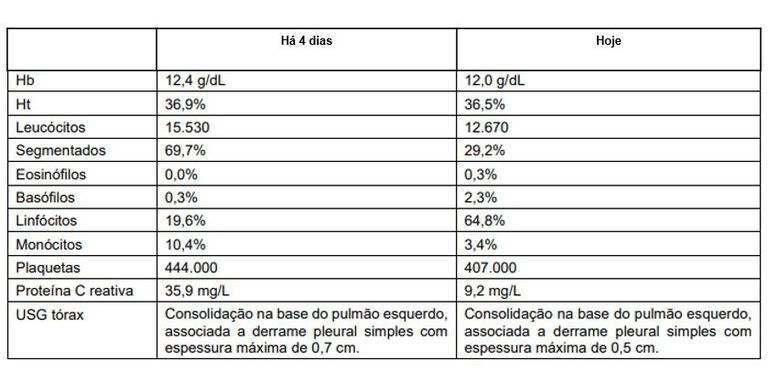 Há 4 dias Hoje
Hb 12,4 g/dL 12,0 g/dL
Ht 36,9% 36,5%
Leucócitos 15.530 12.670
Segmentados 69,7% 29,2%
Eosinófilos 0,0% 0,3%
Basófilos 0,3% 2,3%
Linfócitos 19,6% 64,8%
Monócitos 10,4% 3,4%
Plaquetas 444.000 407.000
Proteína C reativa 35,9 mg/L 9,2 mg/L
USG tórax Consolidação na base do pulmão esquerdo, Consolidação na base do pulmão esquerdo,
associada a derrame pleural simples com associada a derrame pleural simples com
espessura máxima de 0,7 cm. espessura máxima de 0,5 cm.